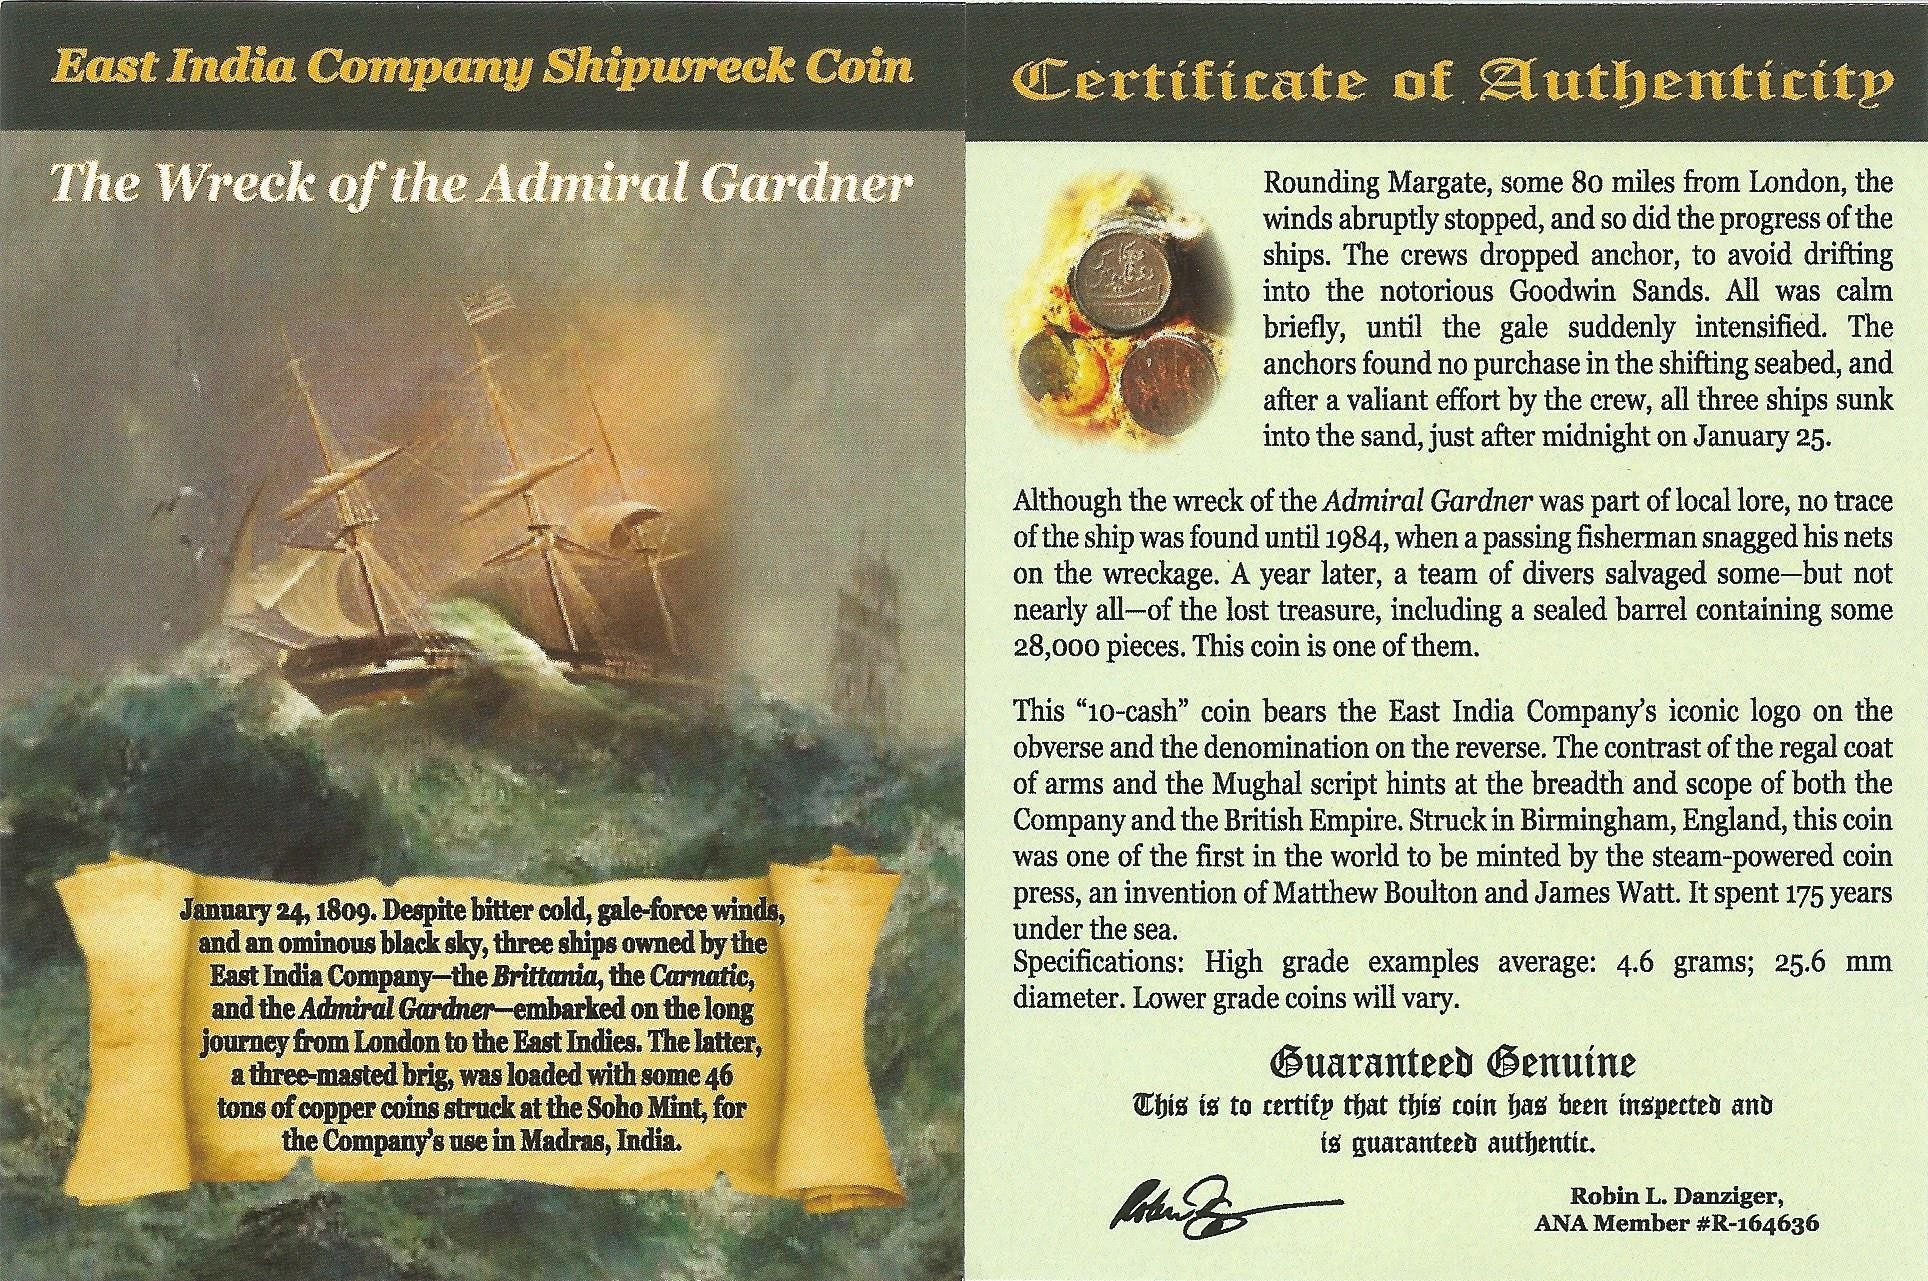 East India Company Shipwreck Coin
The Wreck of the Admiral Gardner
January 24, 1809. Despite bitter cold, gale-force winds,
and an ominous black sky, three ships owned by the
East India Company—the Brittania, the Carnatic,
and the Admiral Gardner—embarked on the long
journey from London to the East Indies. The latter,
a three-masted brig, was loaded with some 46
tons of copper coins struck at the Soho Mint, for
the Company's use in Madras, India.
Certificate of Authenticity
Rounding Margate, some 80 miles from London, the
winds abruptly stopped, and so did the progress of the
ships. The crews dropped anchor, to avoid drifting
into the notorious Goodwin Sands. All was calm
briefly, until the gale suddenly intensified. The
anchors found no purchase in the shifting seabed, and
after a valiant effort by the crew, all three ships sunk
into the sand, just after midnight on January 25.
Although the wreck of the Admiral Gardner was part of local lore, no trace
of the ship was found until 1984, when a passing fisherman snagged his nets
on the wreckage. A year later, a team of divers salvaged some—but not
nearly all—of the lost treasure, including a sealed barrel containing some
28,000 pieces. This coin is one of them.
This “10-cash” coin bears the East India Company's iconic logo on the
obverse and the denomination on the reverse. The contrast of the regal coat
of arms and the Mughal script hints at the breadth and scope of both the
Company and the British Empire. Struck in Birmingham, England, this coin
was one of the first in the world to be minted by the steam-powered coin
press, an invention of Matthew Boulton and James Watt. It spent 175 years
under the sea.
Specifications: High grade examples average: 4.6 grams; 25.6 mm
diameter. Lower grade coins will vary.
Guaranteed Genuine
This is to certify that this coin has been inspected and
is guaranteed authentic.
Robin L. Danziger,
ANA Member #R-164636